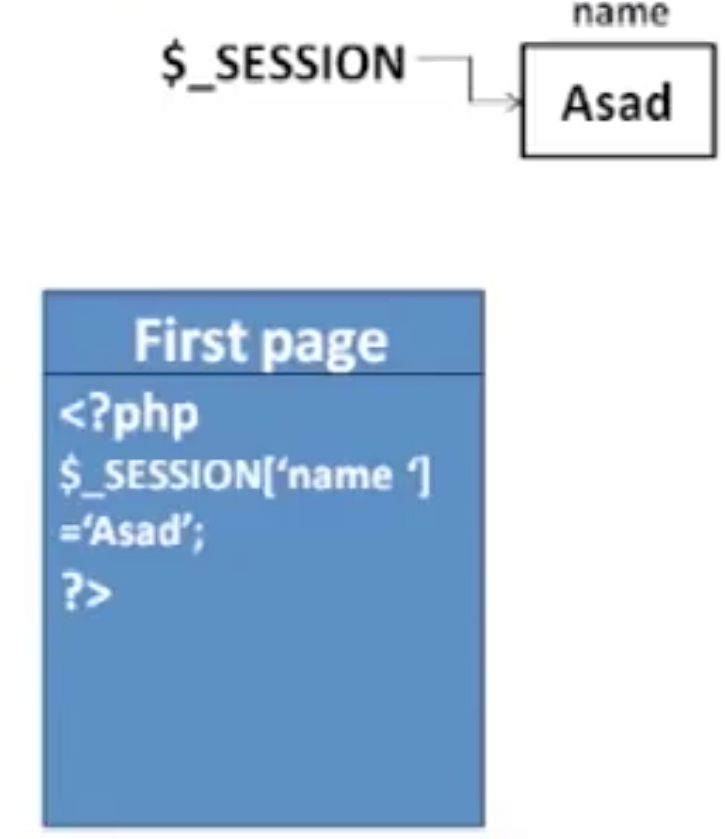 name
$_SESSION
Asad
First page
<?php
$_SESSION[‘name ‘]
=‘Asad’;
?>